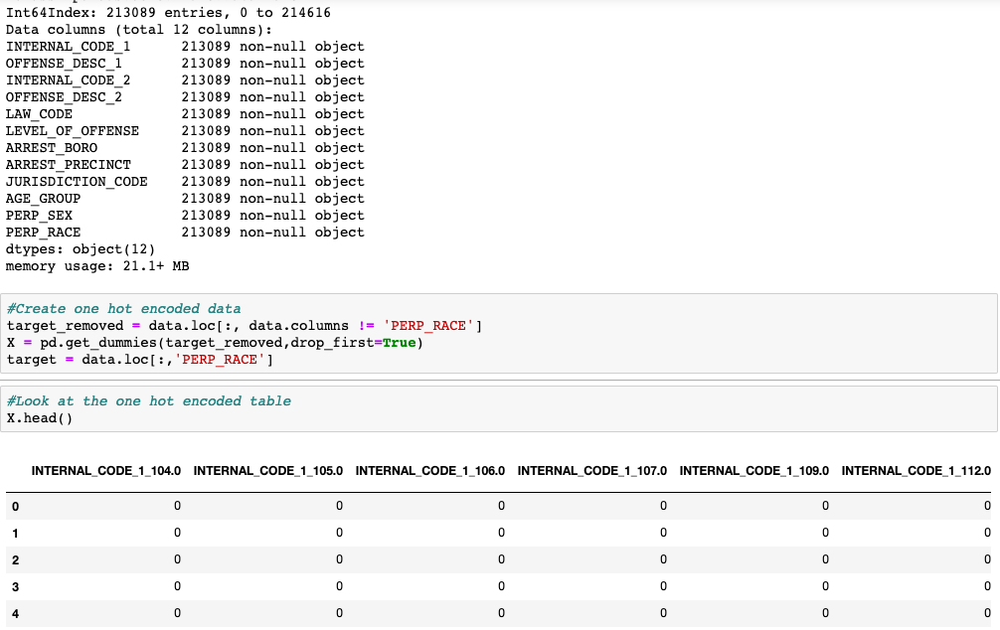 Int64Index: 213089 entries, 0 to 214616
Data columns (total 12 columns):
INTERNAL_CODE_1      213089 non-null object
OFFENSE_DESC_1       213089 non-null object
INTERNAL_CODE_2      213089 non-null object
OFFENSE_DESC_2       213089 non-null object
LAW_CODE             213089 non-null object
LEVEL_OF_OFFENSE     213089 non-null object
ARREST_BORO          213089 non-null object
ARREST_PRECINCT      213089 non-null object
JURISDICTION_CODE    213089 non-null object
AGE_GROUP            213089 non-null object
PERP_SEX             213089 non-null object
PERP_RACE            213089 non-null object
dtypes: object(12)
memory usage: 21.1+ MB
#Create one hot encoded data
target_removed = data.loc[:, data.columns != 'PERP_RACE']
X = pd.get_dummies(target_removed,drop_first=True)
target = data.loc[:,'PERP_RACE']
#Look at the one hot encoded table
X.head()
INTERNAL_CODE_1_104.0 INTERNAL_CODE_1_105.0 INTERNAL_CODE_1_106.0 INTERNAL_CODE_1_107.0 INTERNAL_CODE_1_109.0 INTERNAL_CODE_1_112.0
0 0 0 0 0 0 0
1 0 0 0 0 0 0
2 0 0 0 0 0 0
3 0 0 0 0 0 0
4 0 0 0 0 0 0